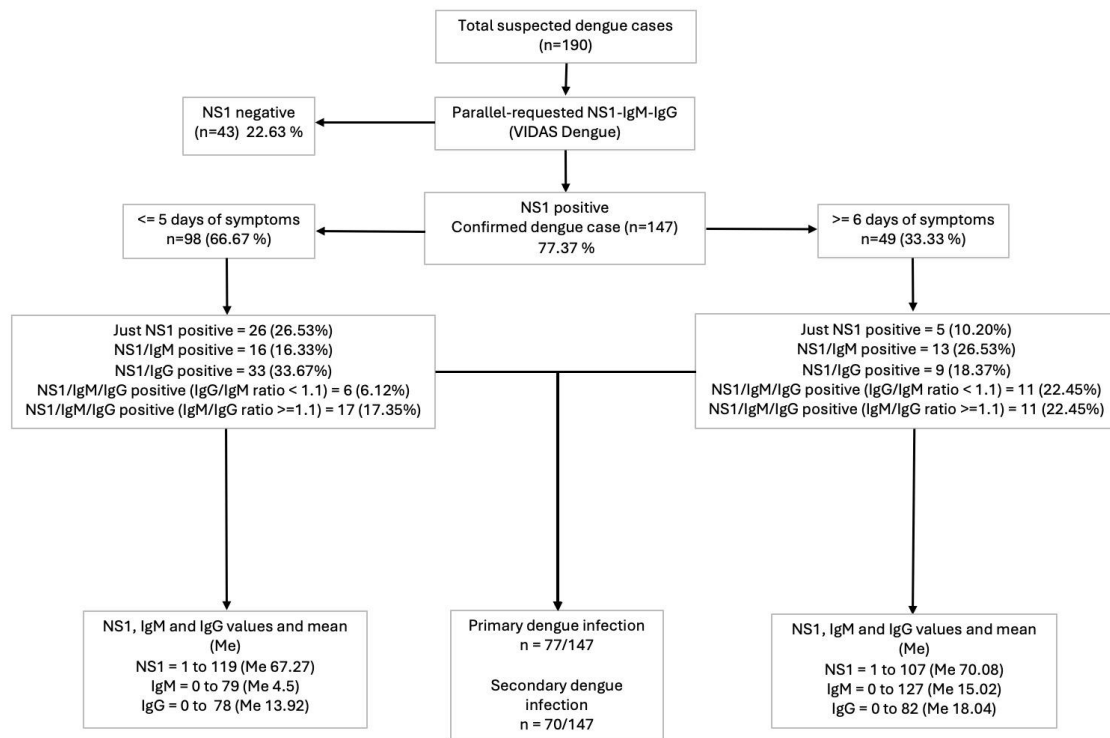 Total suspected dengue cases
(n=190)
NS1 negative
(n=43) 22.63 %
Parallel-requested NS1-IgM-IgG
(VIDAS Dengue)
<= 5 days of symptoms
n=98 (66.67 %)
NS1 positive
Confirmed dengue case (n=147)
77.37 %
>= 6 days of symptoms
n=49 (33.33 %)
Just NS1 positive = 26 (26.53%)
NS1/IgM positive = 16 (16.33%)
NS1/IgG positive = 33 (33.67%)
NS1/IgM/IgG positive (IgG/IgM ratio < 1.1) = 6 (6.12%)
NS1/IgM/IgG positive (IgM/IgG ratio >=1.1) = 17 (17.35%)
Just NS1 positive = 5 (10.20%)
NS1/IgM positive = 13 (26.53%)
NS1/IgG positive = 9 (18.37%)
NS1/IgM/IgG positive (IgG/IgM ratio < 1.1) = 11 (22.45%)
NS1/IgM/IgG positive (IgM/IgG ratio >=1.1) = 11 (22.45%)
NS1, IgM and IgG values and mean
(Me)
NS1 = 1 to 119 (Me 67.27)
IgM = 0 to 79 (Me 4.5)
IgG = 0 to 78 (Me 13.92)
Primary dengue infection
n = 77/147
Secondary dengue
infection
n = 70/147
NS1, IgM and IgG values and mean
(Me)
NS1 = 1 to 107 (Me 70.08)
IgM = 0 to 127 (Me 15.02)
IgG = 0 to 82 (Me 18.04)